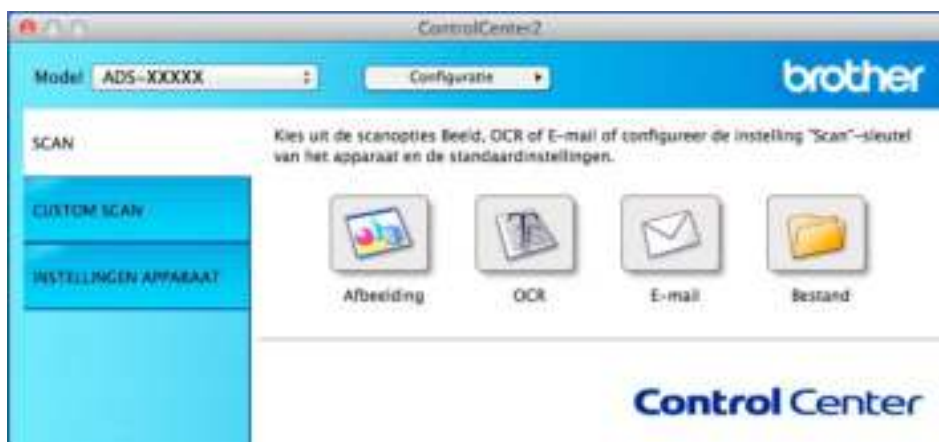 ControlCenter2
Model ADS-XXXXX Configuratie
brother
SCAN
CUSTOM SCAN
INSTELLINGEN APPARAAT
Kies uit de scanopties Beeld, OCR of E-mail of configureer de instelling "Scan"-sleutel
van het apparaat en de standaardinstellingen.
Afbeelding OCR E-mail Bestand
Control Center